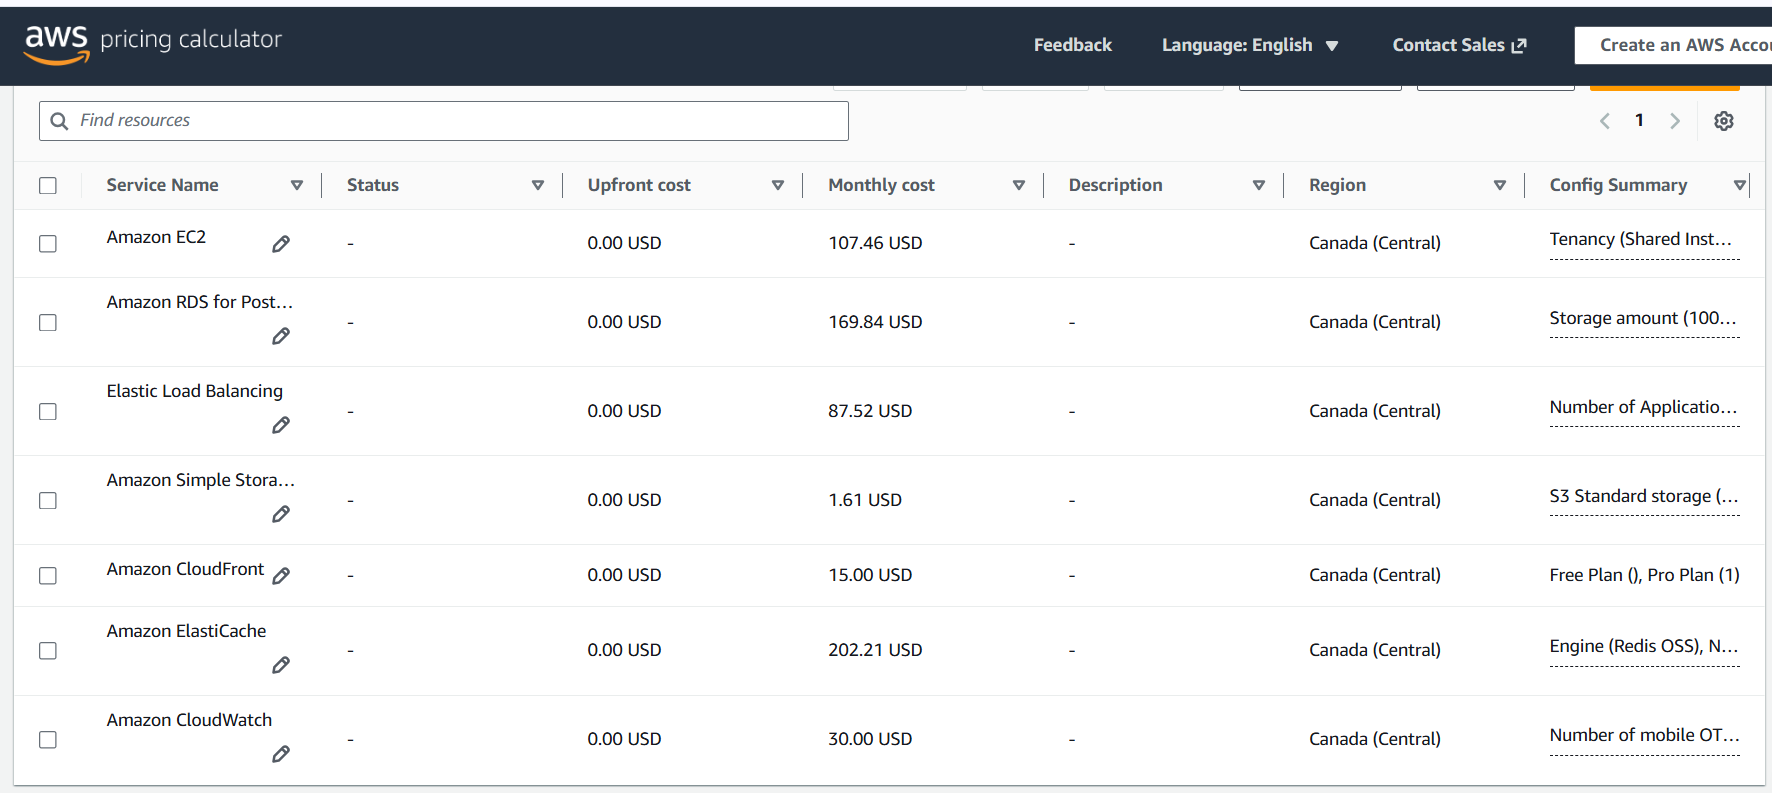 aws pricing calculator
Feedback Language: English Contact Sales Create an AWS Accou
Find resources
1
Service Name Status Upfront cost Monthly cost Description Region Config Summary
Amazon EC2 - 0.00 USD 107.46 USD - Canada (Central) Tenancy (Shared Inst...
Amazon RDS for Post... - 0.00 USD 169.84 USD - Canada (Central) Storage amount (100...
Elastic Load Balancing - 0.00 USD 87.52 USD - Canada (Central) Number of Applicatio...
Amazon Simple Stora... - 0.00 USD 1.61 USD - Canada (Central) S3 Standard storage (...
Amazon CloudFront - 0.00 USD 15.00 USD - Canada (Central) Free Plan (), Pro Plan (1)
Amazon ElastiCache - 0.00 USD 202.21 USD - Canada (Central) Engine (Redis OSS), N...
Amazon CloudWatch - 0.00 USD 30.00 USD - Canada (Central) Number of mobile OT...